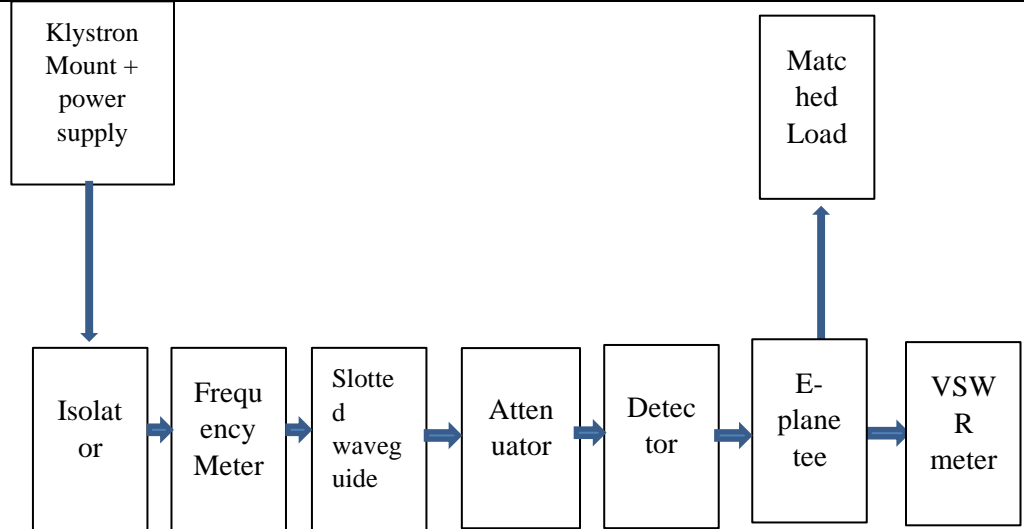 Klystron
Mount +
power
supply
Matc
hed
Load
Isolat
or
Frequ
ency
Meter
Slotte
d
waveg
uide
Atten
uator
Detec
tor
E-
plane
tee
VSW
R
meter